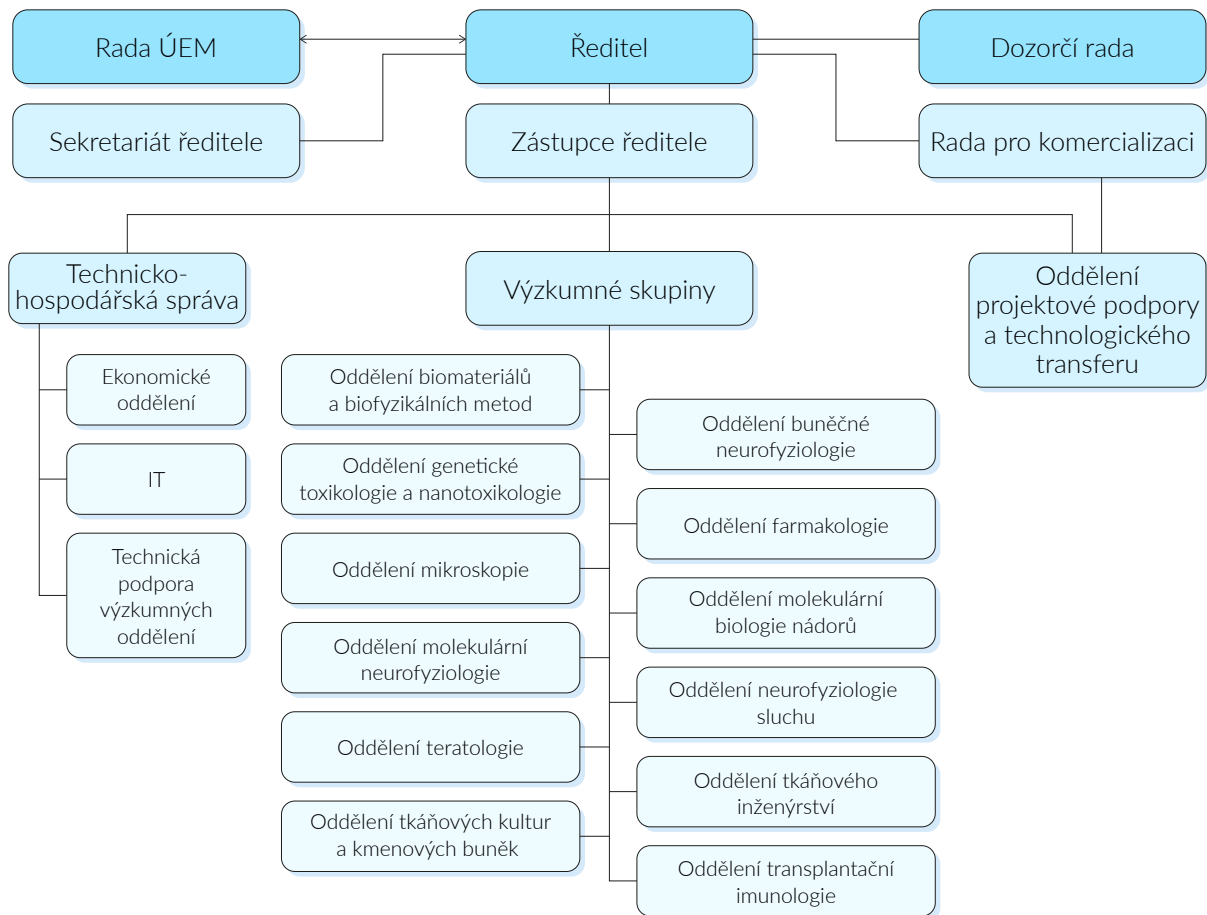 Rada ÚEM
Ředitel
Dozorčí rada
Sekretariát ředitele
Zástupce ředitele
Rada pro komercializaci
Technicko-
hospodářská správa
Výzkumné skupiny
Oddělení
projektové podpory
a technologického
transferu
Ekonomické
oddělení
IT
Technická
podpora
výzkumných
oddělení
Oddělení biomateriálů
a biofyzikálních metod
Oddělení buněčné
neurofyziologie
Oddělení genetické
toxikologie a nanotoxikologie
Oddělení farmakologie
Oddělení mikroskopie
Oddělení molekulární
biologie nádorů
Oddělení molekulární
neurofyziologie
Oddělení neurofyziologie
sluchu
Oddělení teratologie
Oddělení tkáňového
inženýrství
Oddělení tkáňových kultur
a kmenových buněk
Oddělení transplantační
imunologie